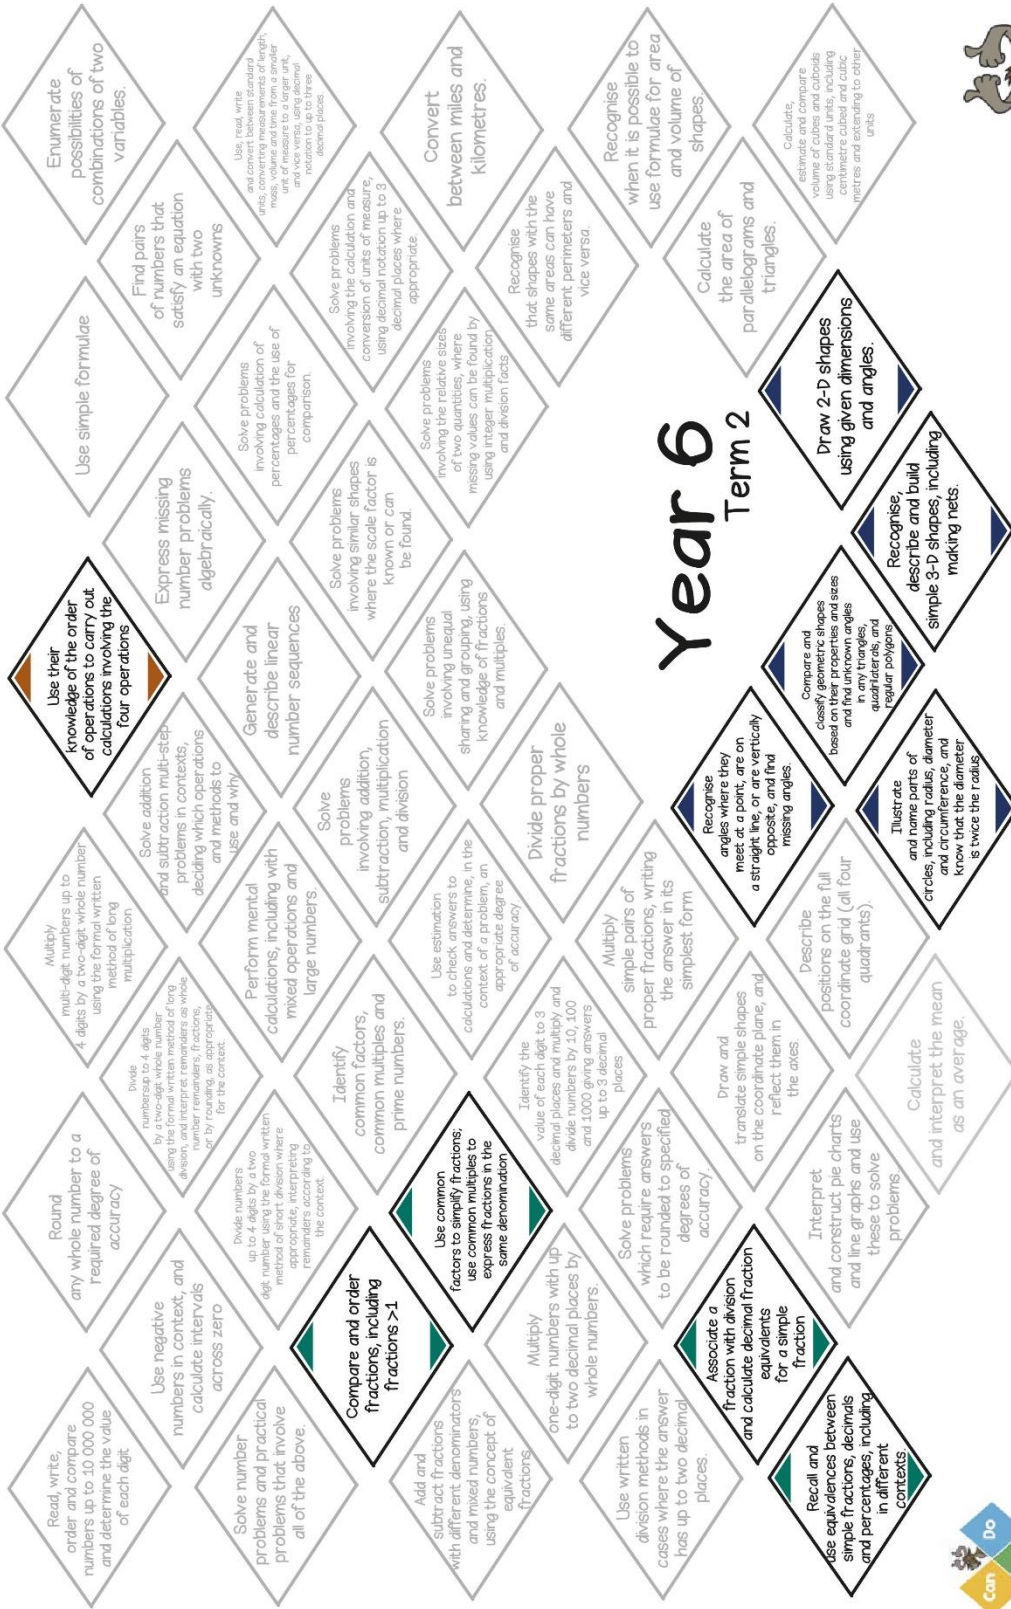 Read, write,
order and compare
numbers up to 10 000 000
and determine the value
of each digit
Round
any whole number to a
required degree of
accuracy
Multiply
multi-digit numbers up to
4 digits by a two-digit whole number
using the formal written
method of long
multiplication
Use their
knowledge of the order
of operations to carry out
calculations involving the
four operations
Use simple formulae
Enumerate
possibilities of
combinations of two
variables.
Use negative
numbers in context, and
calculate intervals
across zero
Divide
numbersup to 4 digits
by a two-digit whole number
using the formal written method of long
division, and interpret remainders as whole
number remainders, fractions,
or by rounding, as appropriate
for the context.
Solve addition
and subtraction multi-step
problems in contexts,
deciding which operations
and methods to
use and why
Express missing
number problems
algebraically.
Find pairs
of numbers that
satisfy an equation
with two
unknowns
Solve number
problems and practical
problems that involve
all of the above.
Divide numbers
up to 4 digits by a two
digit number using the formal written
method of short division where
appropriate, interpreting
remainders according to
the context.
Perform mental
calculations, including with
mixed operations and
large numbers.
Generate and
describe linear
number sequences
Solve problems
involving calculation of
percentages and the use of
percentages for
comparison.
Use, read, write
and convert between standard
units, converting measurements of length,
mass, volume and time from a smaller
unit of measure to a larger unit,
and vice versa, using decimal
notation to up to three
decimal places.
Compare and order
fractions, including
fractions >1
Identify
common factors,
common multiples and
prime numbers.
Solve
problems
involving addition,
subtraction, multiplication
and division
Solve problems
involving similar shapes
where the scale factor is
known or can
be found.
Solve problems
involving the calculation and
conversion of units of measure,
using decimal notation up to 3
decimal places where
appropriate.
Add and
subtract fractions
with different denominators
and mixed numbers,
using the concept of
equivalent
fractions
Use common
factors to simplify fractions;
use common multiples to
express fractions in the
same denomination
Use estimation
to check answers to
calculations and determine, in the
context of a problem, an
appropriate degree
of accuracy
Solve problems
involving unequal
sharing and grouping, using
knowledge of fractions
and multiples.
Solve problems
involving the relative sizes
of two quantities, where
missing values can be found by
using integer multiplication
and division facts
Convert
between miles and
kilometres.
Multiply
one-digit numbers with up
to two decimal places by
whole numbers.
Identify the
value of each digit to 3
decimal places and multiply and
divide numbers by 10, 100
and 1000 giving answers
up to 3 decimal
places
Divide proper
fractions by whole
numbers
Recognise
that shapes with the
same areas can have
different perimeters and
vice versa.
Use written
division methods in
cases where the answer
has up to two decimal
places.
Solve problems
which require answers
to be rounded to specified
degrees of
accuracy.
Multiply
simple pairs of
proper fractions, writing
the answer in its
simplest form
Year 6
Term 2
Recognise
when it is possible to
use formulae for area
and volume of
shapes.
Associate a
fraction with division
and calculate decimal fraction
equivalents
for a simple
fraction
Draw and
translate simple shapes
on the coordinate plane, and
reflect them in
the axes.
Recognise
angles where they
meet at a point, are on
a straight line, or are vertically
opposite, and find
missing angles.
Calculate
the area of
parallelograms and
triangles.
Recall and
use equivalences between
simple fractions, decimals
and percentages, including
in different
contexts.
Interpret
and construct pie charts
and line graphs and use
these to solve
problems
Describe
positions on the full
coordinate grid (all four
quadrants).
Compare and
classify geometric shapes
based on their properties and sizes
and find unknown angles
in any triangles,
quadrilaterals, and
regular polygons
Draw 2-D shapes
using given dimensions
and angles.
Calculate,
estimate and compare
volume of cubes and cuboids
using standard units, including
centimetre cubed and cubic
metres and extending to other
units
Calculate
and interpret the mean
as an average.
Illustrate
and name parts of
circles, including radius, diameter
and circumference, and
know that the diameter
is twice the radius
Recognise,
describe and build
simple 3-D shapes, including
making nets.
Can Do